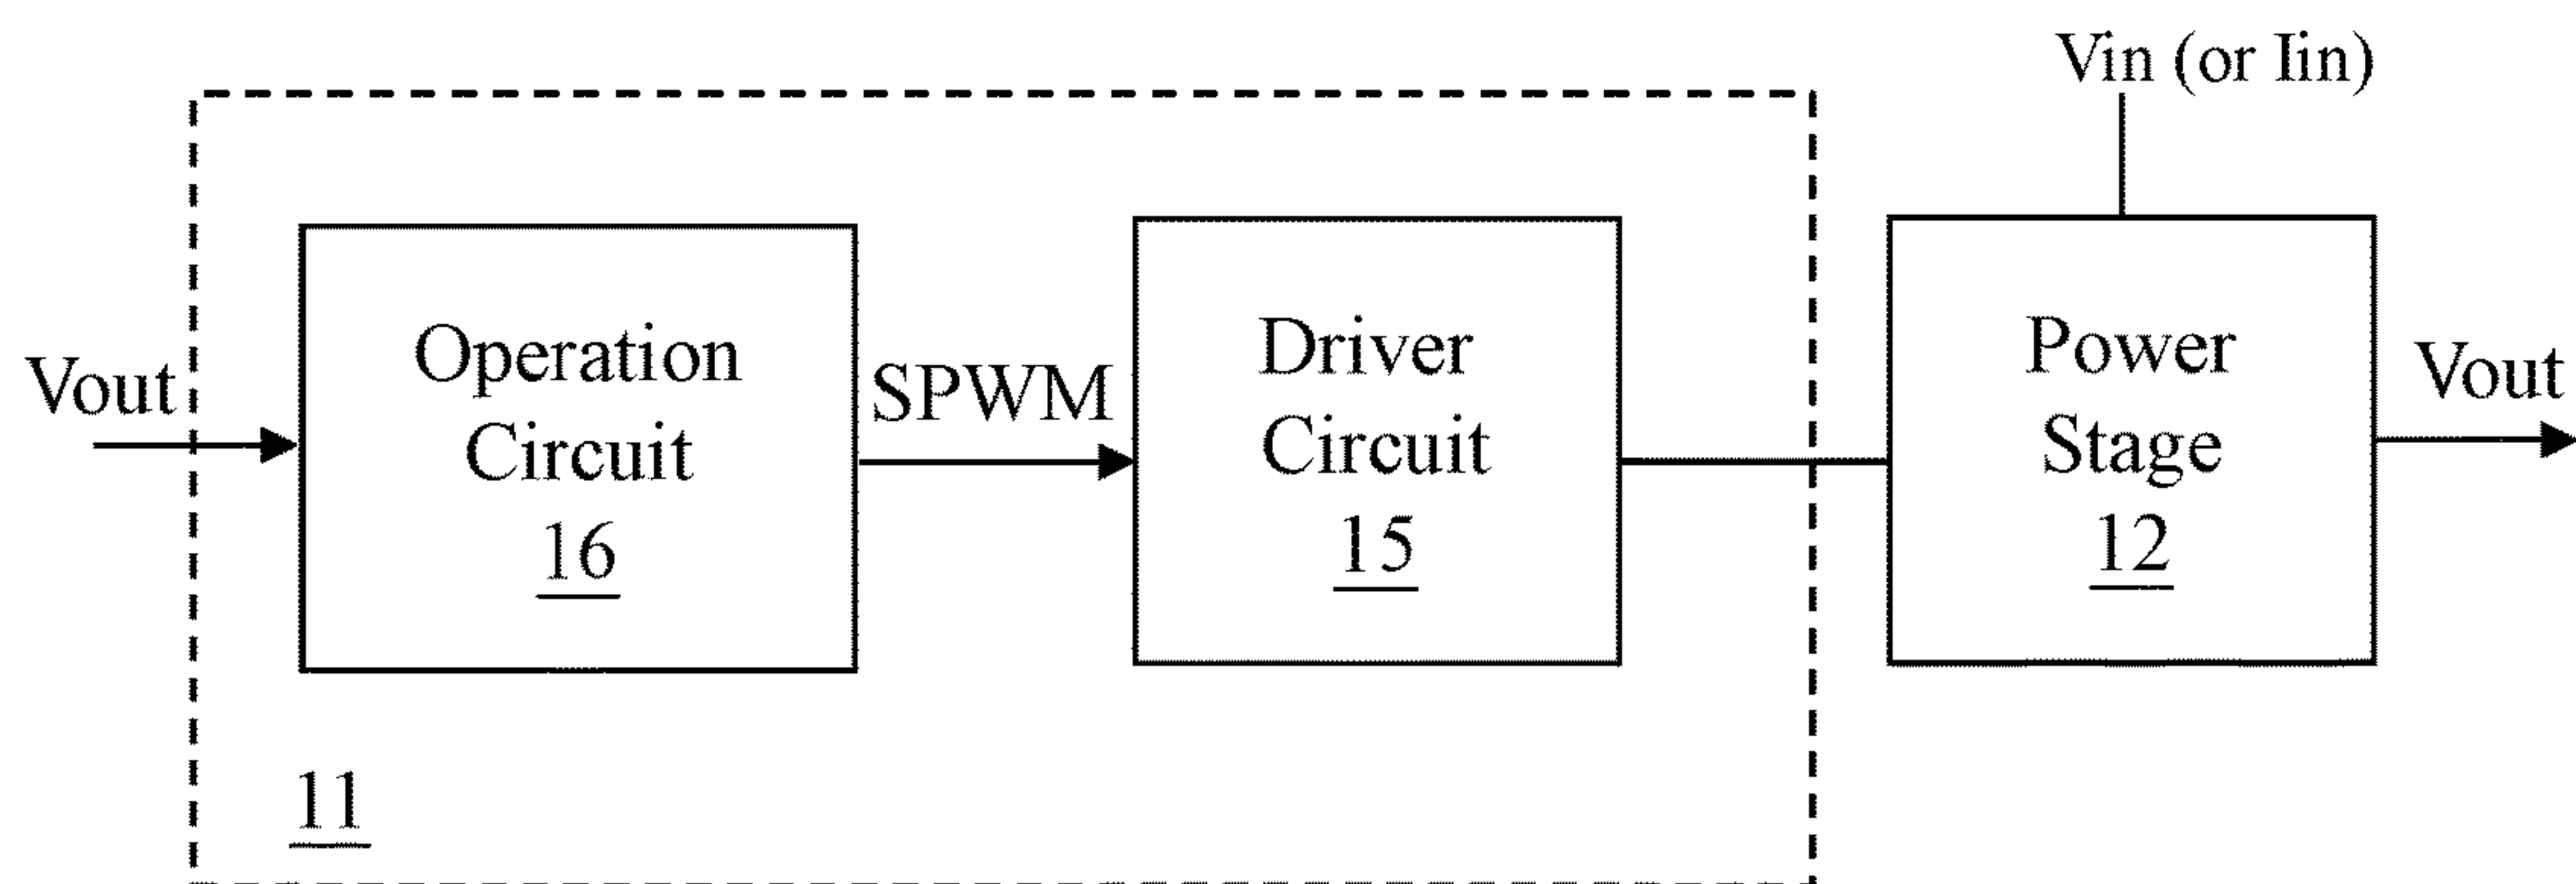 Vin (or Iin)
Vout
Operation
Circuit
16
SPWM
Driver
Circuit
15
Power
Stage
12
Vout
11